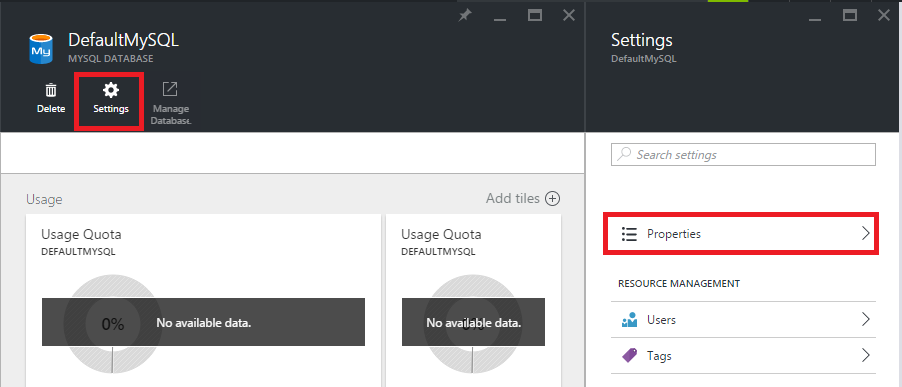 DefaultMySQL
MYSQL DATABASE
My
Delete
Settings
Manage
Database.
Usage
Add tiles
Usage Quota
DEFAULTMYSQL
0%
No available data.
Usage Quota
DEFAULTMYSQL
No available data.
Settings
DefaultMySQL
Search settings
Properties
RESOURCE MANAGEMENT
Users
Tags